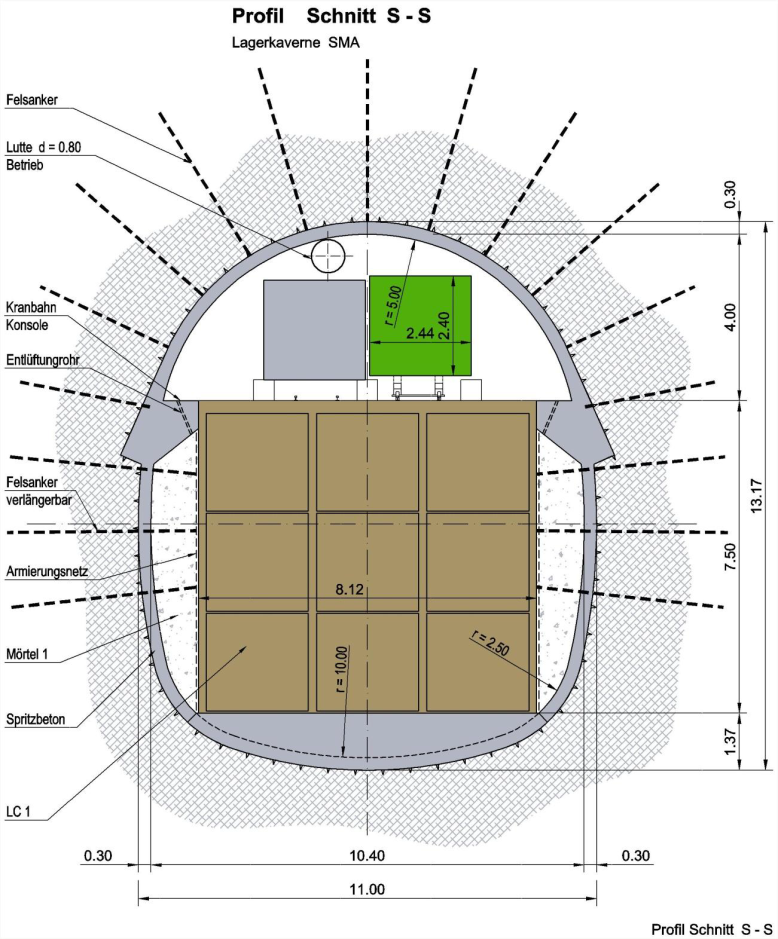 Profil Schnitt S - S
Lagerkaverne SMA
Felsanker
Lutte d = 0.80
Betrieb
Kranbahn
Konsole
Entlüftungrohr
Felsanker
verlängerbar
Armierungsnetz
Mörtel 1
Spritzbeton
LC 1
r = 5.00
2.44
2.40
8.12
r = 10.00
r = 2.50
0.30
4.00
7.50
1.37
13.17
0.30
10.40
0.30
11.00
Profil Schnitt S - S